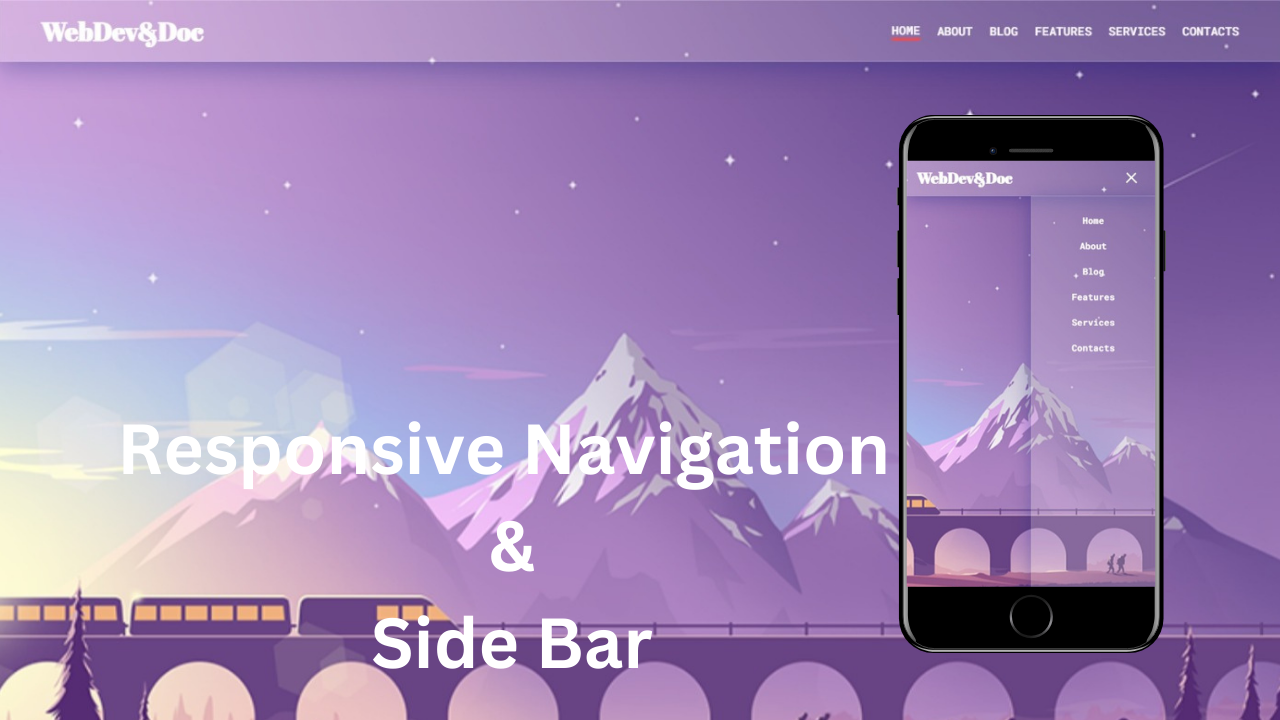 WebDev&Doc
HOME ABOUT BLOG FEATURES SERVICES CONTACTS
WebDev&Doc
Home
About
Blog
Features
Services
Contacts
Responsive Navigation
&
Side Bar